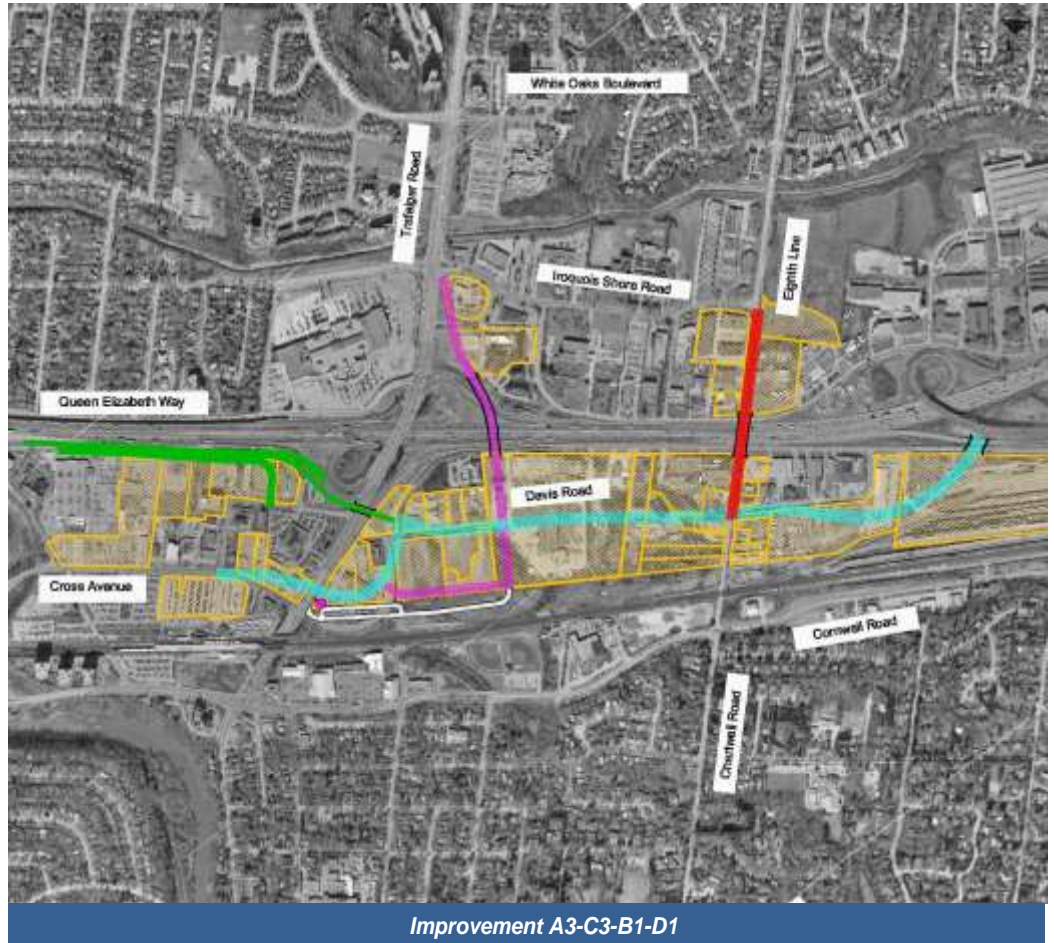 White Oaks Boulevard
Trafalgar Road
Eighth Line
Iroquois Shore Road
Queen Elizabeth Way
Davis Road
Cross Avenue
Cornwall Road
Chartwell Road
Improvement A3-C3-B1-D1